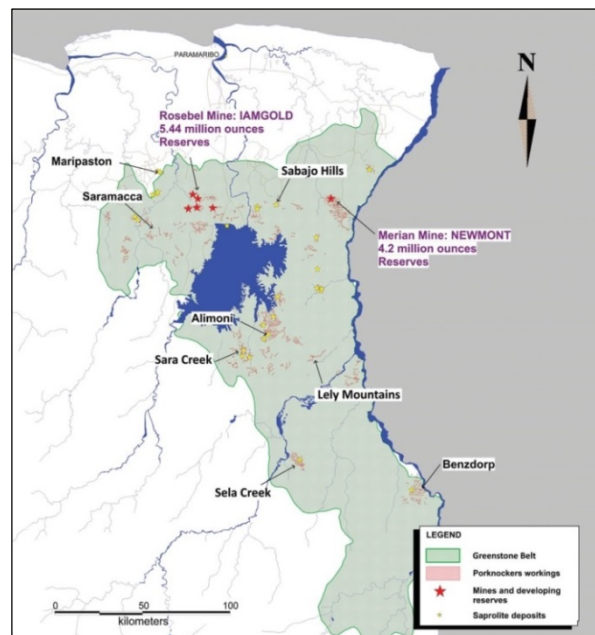 PARAMARIBO
N
Rosebel Mine: IAMGOLD
5.44 million ounces
Reserves
Maripaston
Sabajo Hills
Saramacca
Merian Mine: NEWMONT
4.2 million ounces
Reserves
Alimoni
Sara Creek
Lely Mountains
Benzdorp
Sela Creek
LEGEND
Greenstone Belt
Porknockers workings
Mines and developing
reserves
Saprolite deposits
0 50 100
kilometers